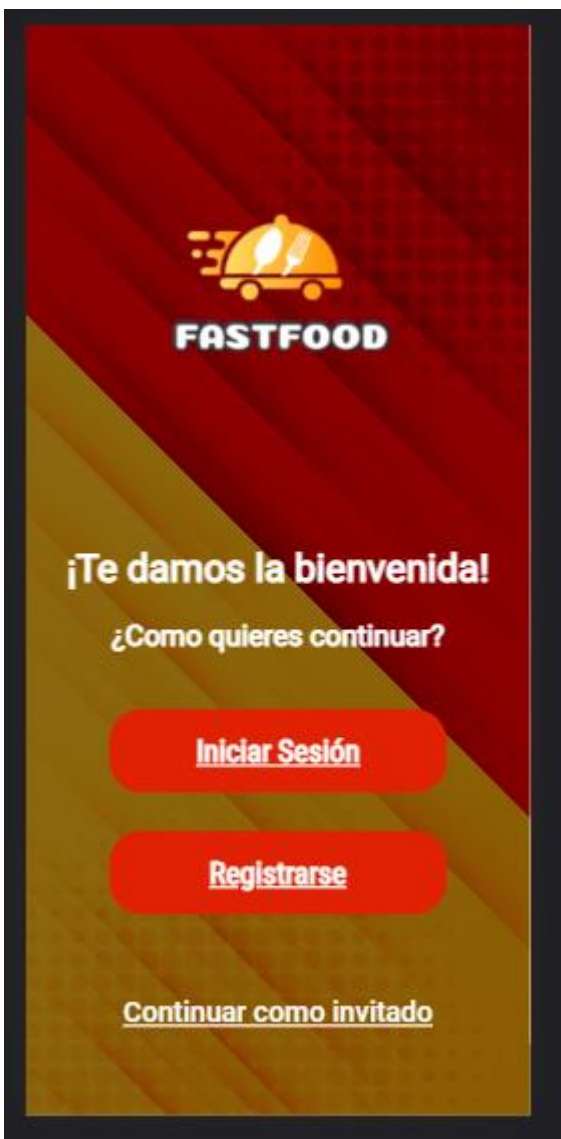 FASTFOOD
¡Te damos la bienvenida!
¿Como quieres continuar?
Iniciar Sesión
Registrarse
Continuar como invitado